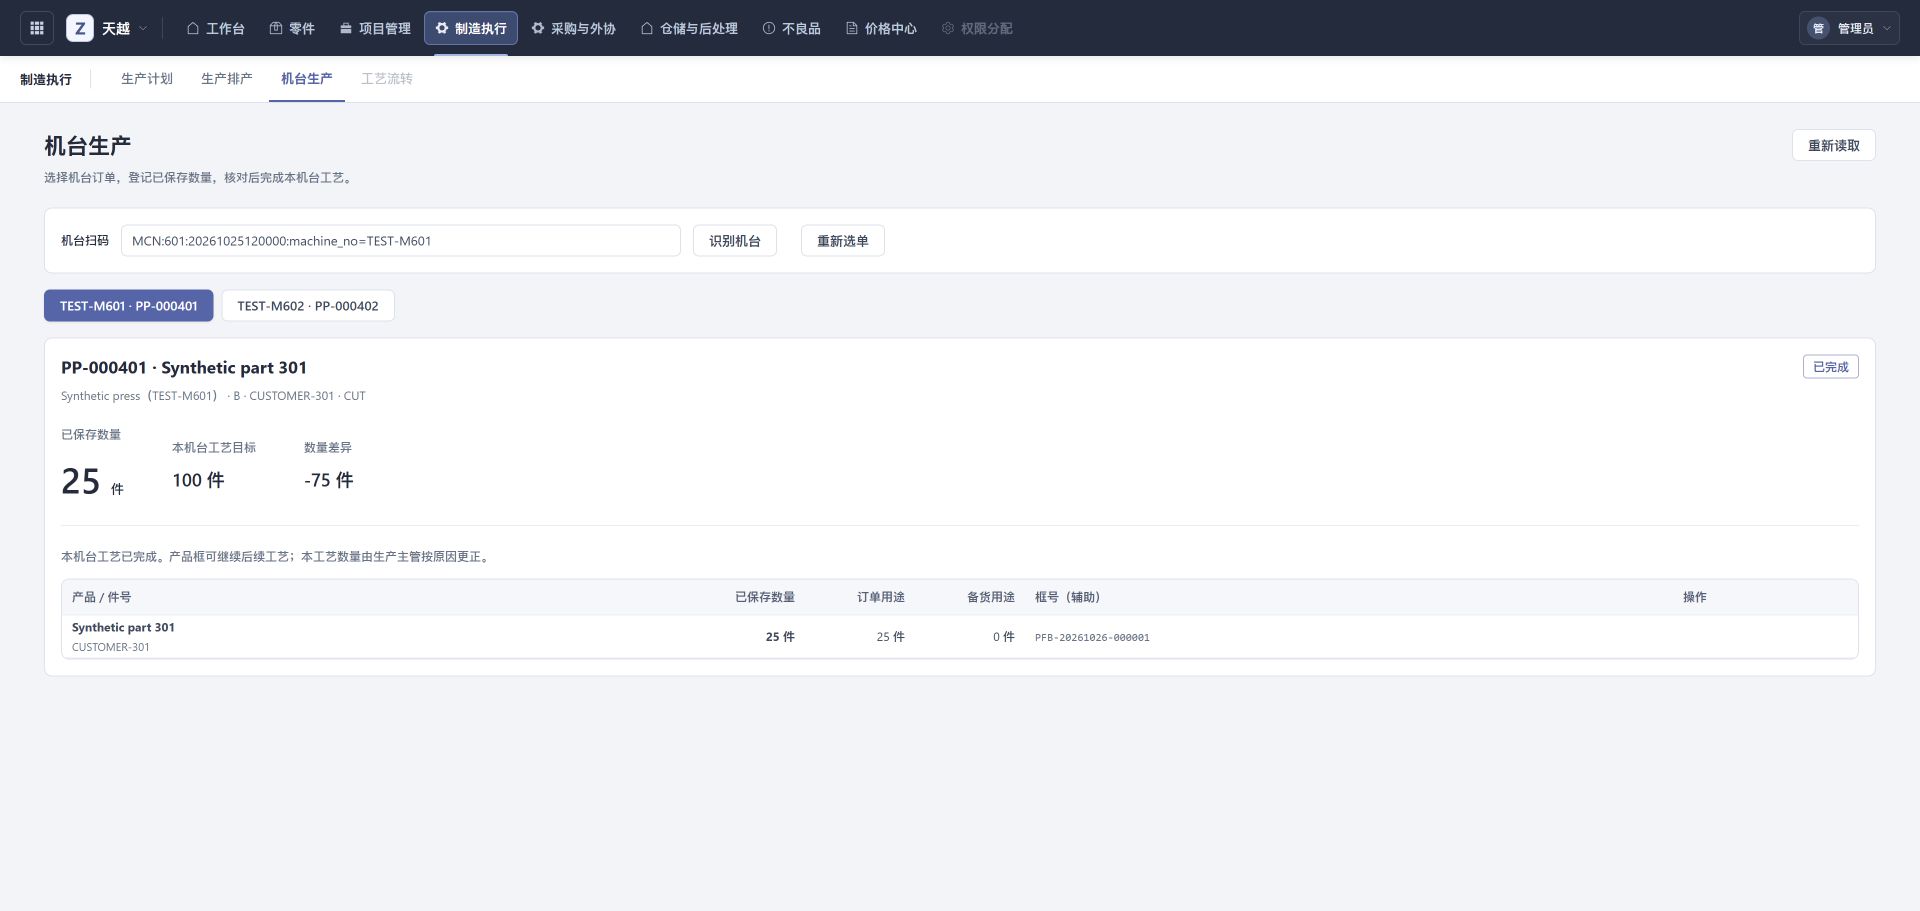 Z 天越 工作台 零件 项目管理 制造执行 采购与外协 仓储与后处理 不良品 价格中心 权限分配 管 管理员
制造执行 生产计划 生产排产 机台生产 工艺流转
机台生产
重新读取
选择机台订单，登记已保存数量，核对后完成本机台工艺。
机台扫码 MCN:601:20261025120000:machine_no=TEST-M601 识别机台 重新选单
TEST-M601 · PP-000401 TEST-M602 · PP-000402
PP-000401 · Synthetic part 301
已完成
Synthetic press（TEST-M601） · B · CUSTOMER-301 · CUT
已保存数量
本机台工艺目标 数量差异
25 件 100 件 -75 件
本机台工艺已完成。产品框可继续后续工艺；本工艺数量由生产主管按原因更正。
产品 / 件号 已保存数量 订单用途 备货用途 框号（辅助） 操作
Synthetic part 301
25 件 25 件 0 件 PFB-20261026-000001
CUSTOMER-301